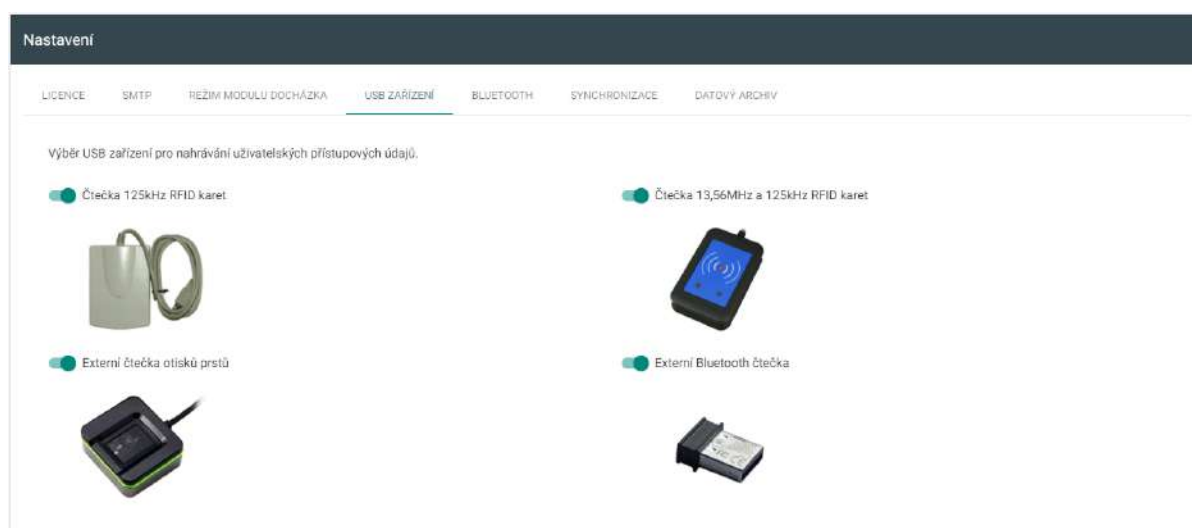 Nastavení
LICENCE SMTP REŽIM MODULU DOCHÁZKA USB ZAŘÍZENÍ BLUETOOTH SYNCHRONIZACE DATOVÝ ARCHIV
Výběr USB zařízení pro nahrávání uživatelských přístupových údajů.
Čtečka 125kHz RFID karet Čtečka 13,56MHz a 125kHz RFID karet
Externí čtečka otisků prstů Externí Bluetooth čtečka